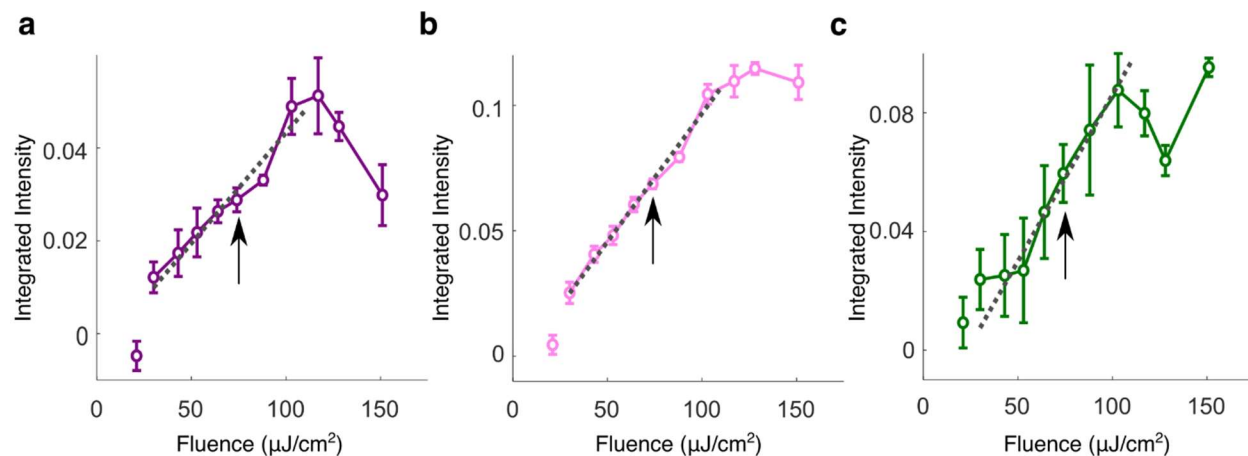 a
Integrated Intensity
0.04
0.02
0
0
50
100
150
Fluence (µJ/cm²)
b
Integrated Intensity
0.1
0.05
0
0
50
100
150
Fluence (µJ/cm²)
c
Integrated Intensity
0.08
0.04
0
0
50
100
150
Fluence (µJ/cm²)